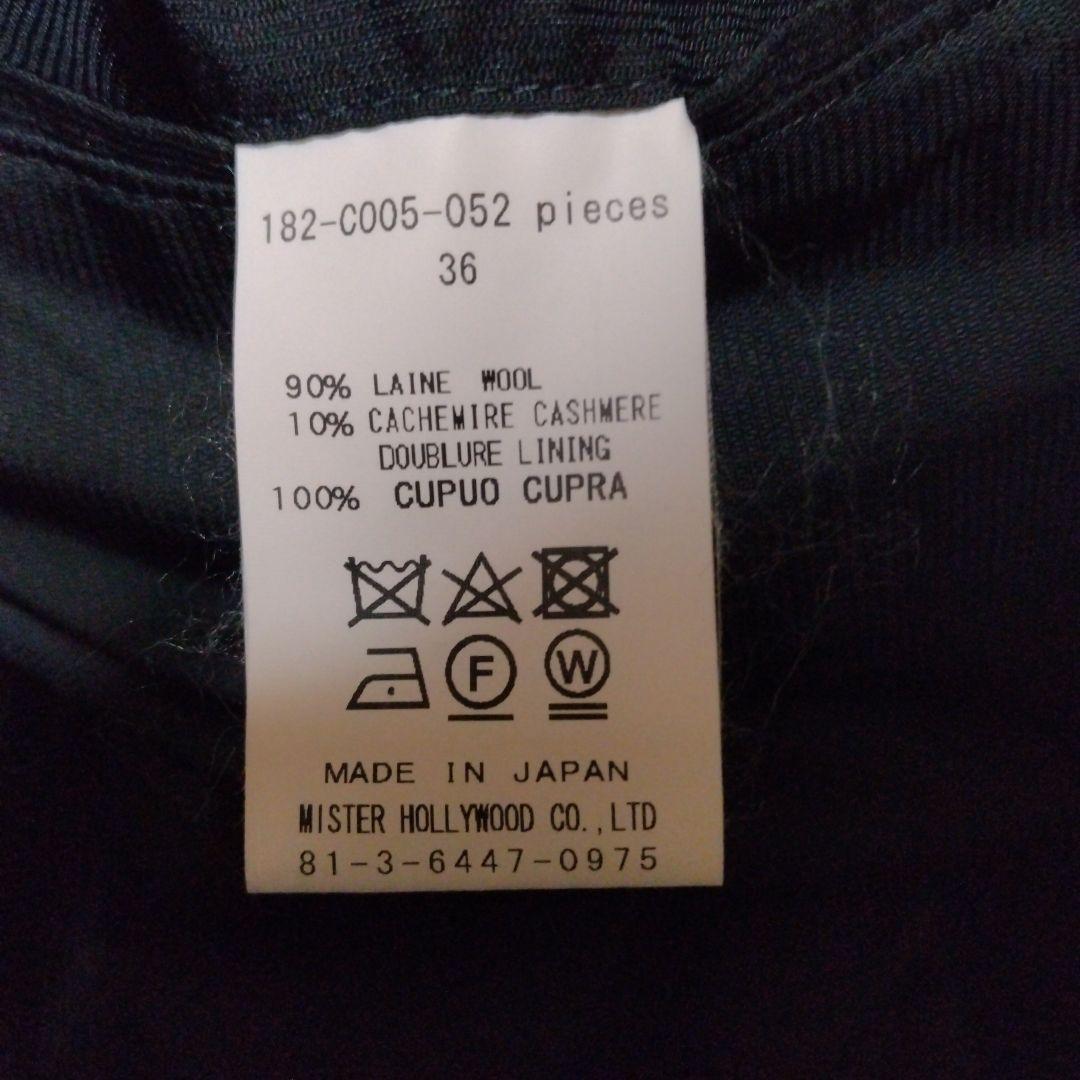 182-C005-052 pieces
36
90% LAINE WOOL
10% CACHEMIRE CASHMERE
DOUBLURE LINING
100% CUPUO CUPRA
F W
MADE IN JAPAN
MISTER HOLLYWOOD CO.,LTD
81-3-6447-0975